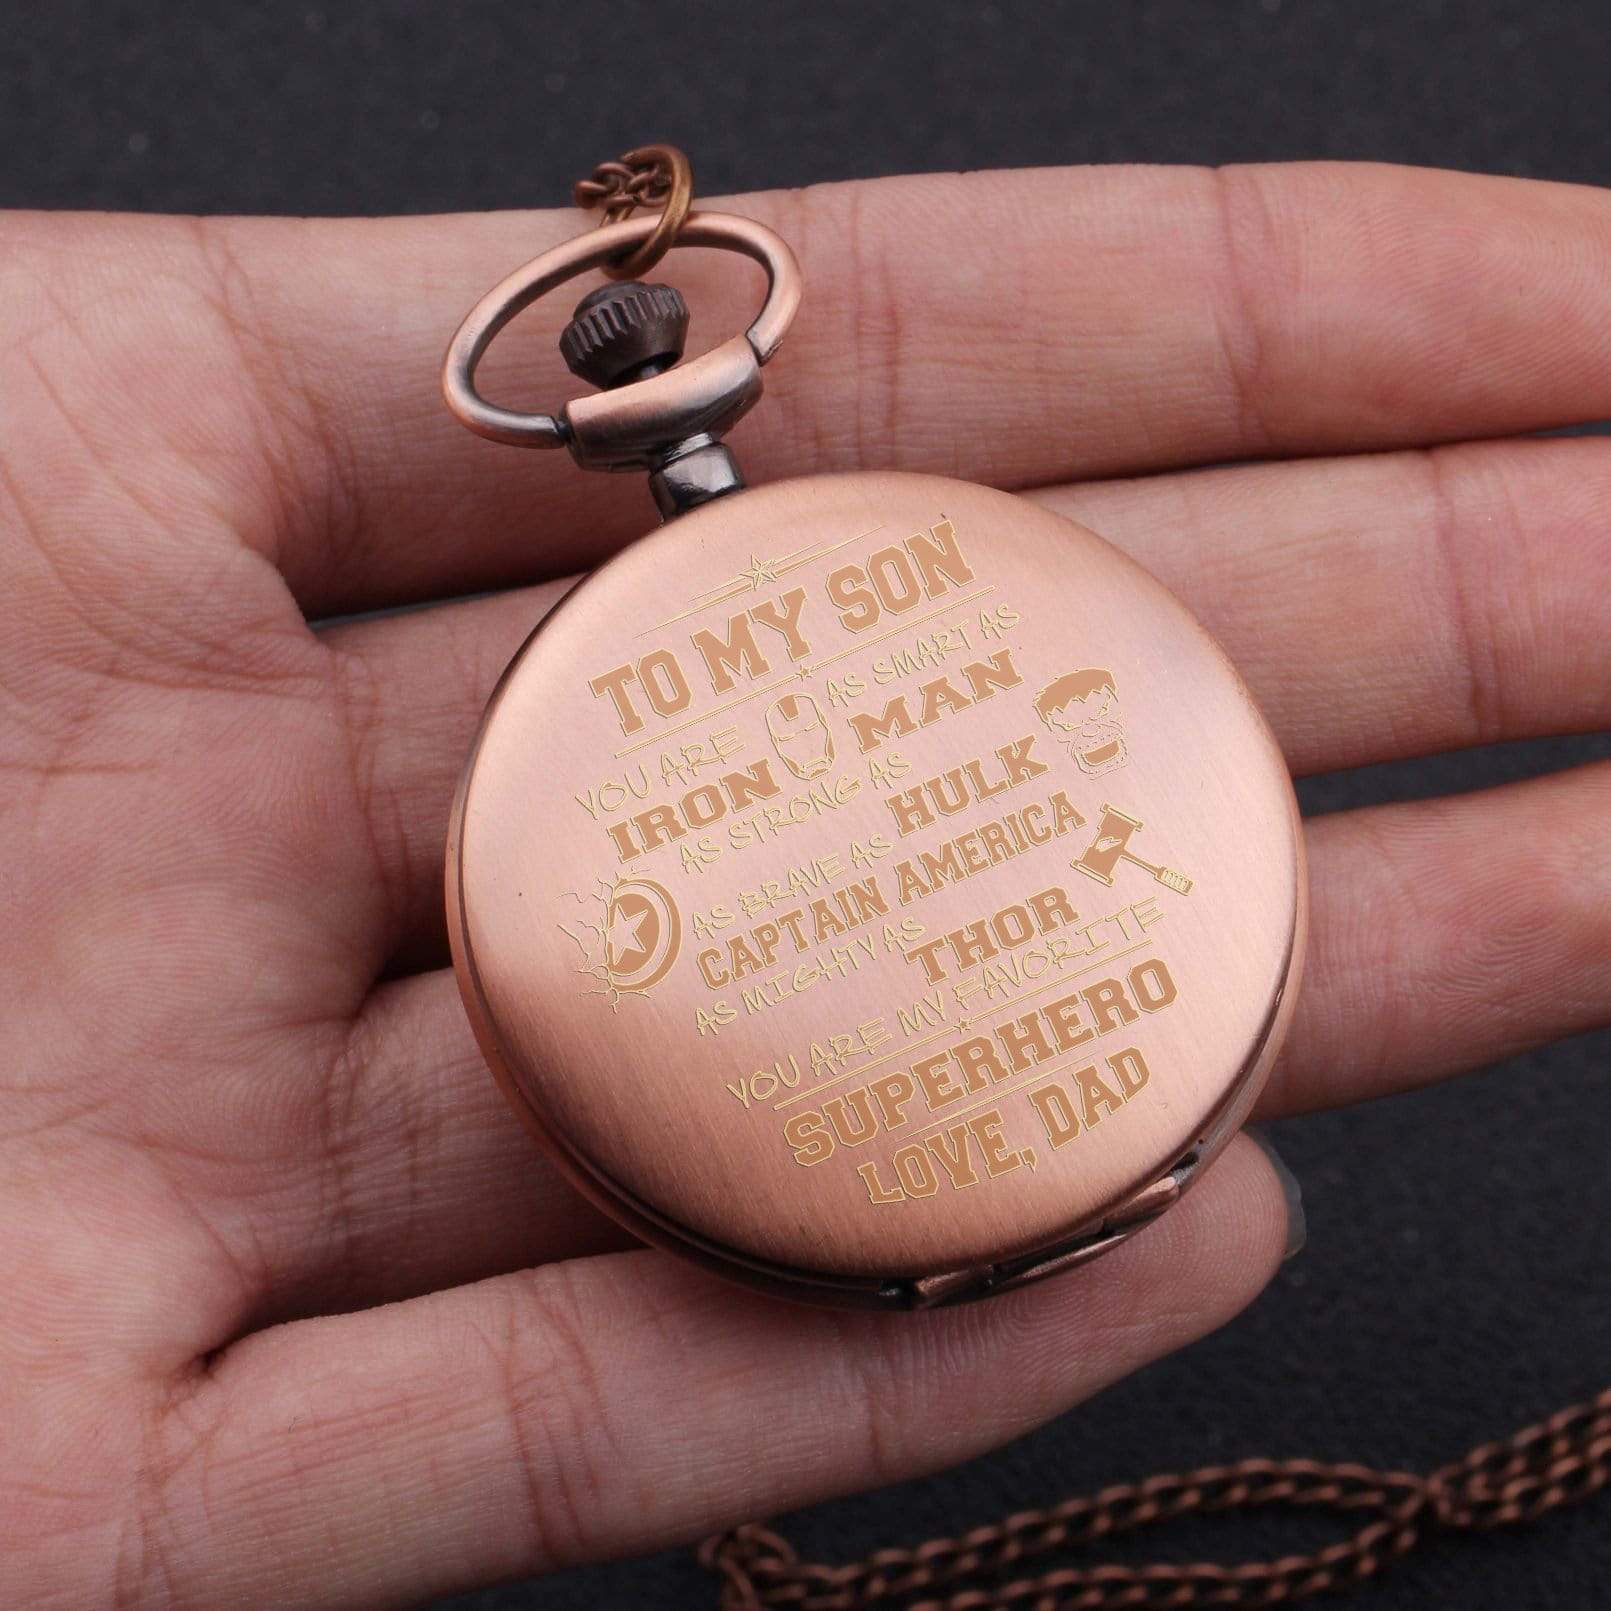 TO MY SON
YOU ARE AS SMART AS
IRON MAN
AS STRONG AS HULK
AS BRAVE AS
CAPTAIN AMERICA
AS MIGHTY AS THOR
YOU ARE MY FAVORITE
SUPERHERO
LOVE, DAD